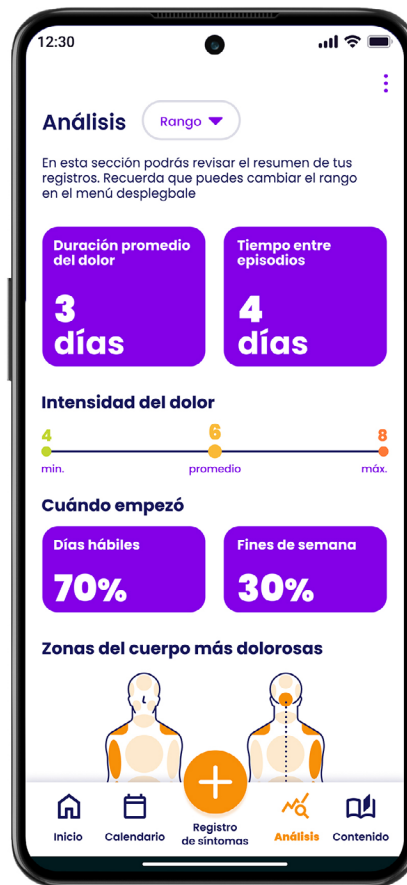 12:30
Análisis
Rango
En esta sección podrás revisar el resumen de tus
registros. Recuerda que puedes cambiar el rango
en el menú desplegbale
Duración promedio
del dolor
3
días
Tiempo entre
episodios
4
días
Intensidad del dolor
4
6
8
min.
promedio
máx.
Cuándo empezó
Días hábiles
70%
Fines de semana
30%
Zonas del cuerpo más dolorosas
Inicio
Calendario
Registro
de síntomas
Análisis
Contenido